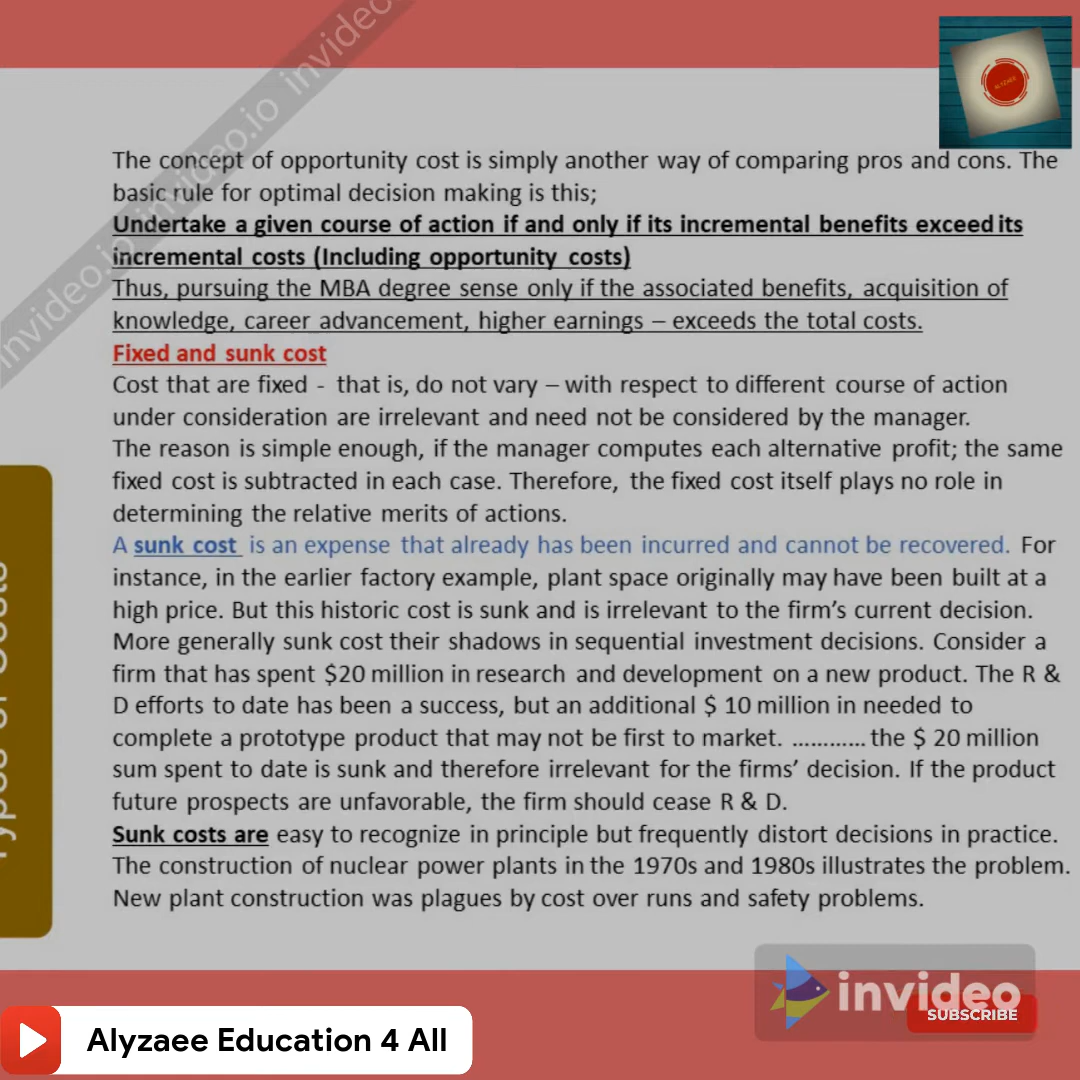 invideo.io invideo.io invideo
ALYZAEE
The concept of opportunity cost is simply another way of comparing pros and cons. The
basic rule for optimal decision making is this;
Undertake a given course of action if and only if its incremental benefits exceed its
incremental costs (Including opportunity costs)
Thus, pursuing the MBA degree sense only if the associated benefits, acquisition of
knowledge, career advancement, higher earnings – exceeds the total costs.
Fixed and sunk cost
Cost that are fixed - that is, do not vary – with respect to different course of action
under consideration are irrelevant and need not be considered by the manager.
The reason is simple enough, if the manager computes each alternative profit; the same
fixed cost is subtracted in each case. Therefore, the fixed cost itself plays no role in
determining the relative merits of actions.
A sunk cost is an expense that already has been incurred and cannot be recovered. For
instance, in the earlier factory example, plant space originally may have been built at a
high price. But this historic cost is sunk and is irrelevant to the firm's current decision.
More generally sunk cost their shadows in sequential investment decisions. Consider a
firm that has spent $20 million in research and development on a new product. The R &
D efforts to date has been a success, but an additional $ 10 million in needed to
complete a prototype product that may not be first to market. ............ the $ 20 million
sum spent to date is sunk and therefore irrelevant for the firms' decision. If the product
future prospects are unfavorable, the firm should cease R & D.
Sunk costs are easy to recognize in principle but frequently distort decisions in practice.
The construction of nuclear power plants in the 1970s and 1980s illustrates the problem.
New plant construction was plagues by cost over runs and safety problems.
invideo
SUBSCRIBE
Alyzaee Education 4 All